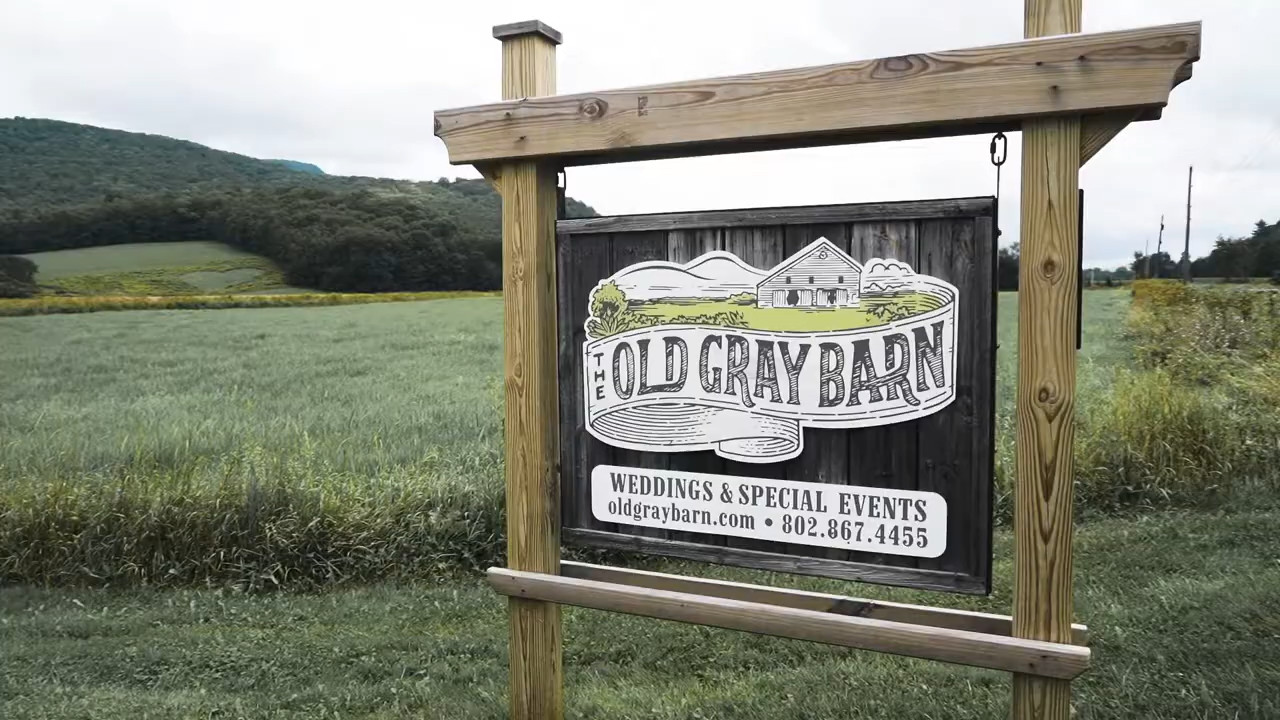 THE OLD GRAY BARN
WEDDINGS & SPECIAL EVENTS
oldgraybarn.com • 802.867.4455